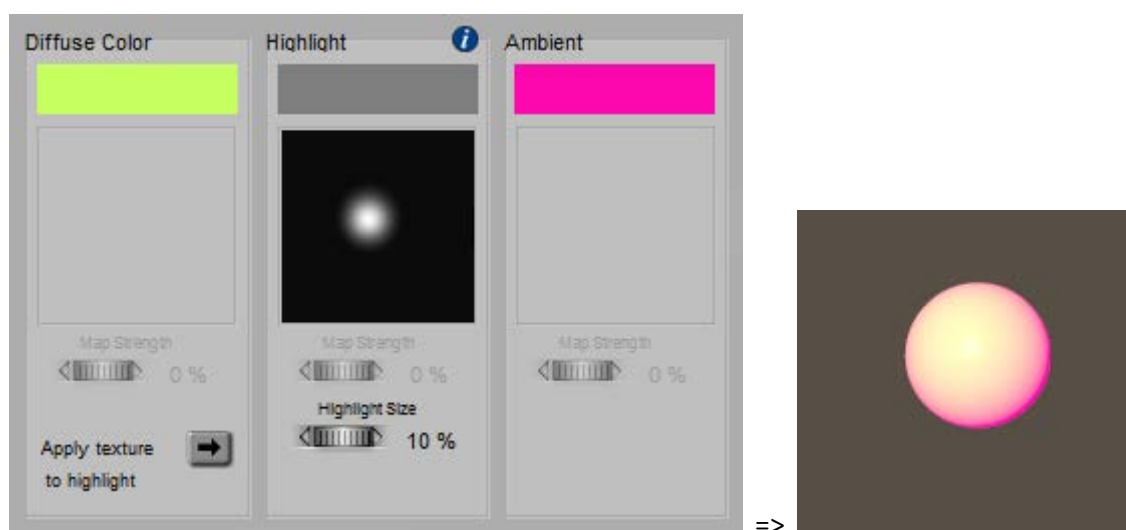 Diffuse Color
Highlight
i
Ambient
Map Strength
0 %
Map Strength
0 %
Map Strength
0 %
Highlight Size
10 %
Apply texture
to highlight
=>